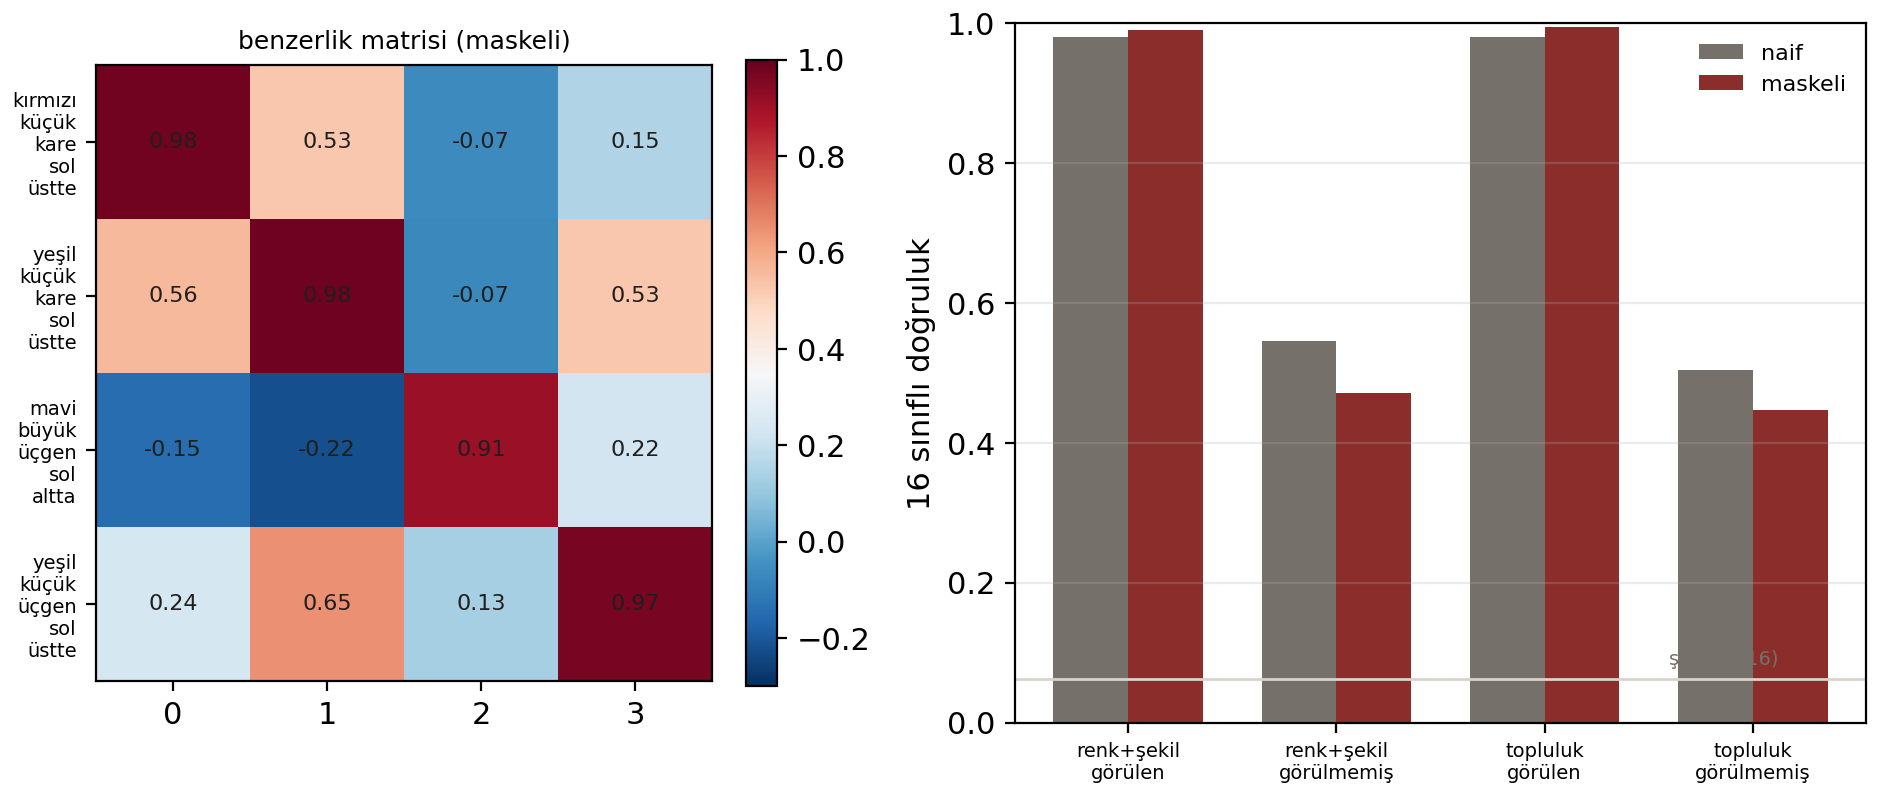 benzerlik matrisi (maskeli)
kırmızı
küçük
kare
sol
üstte
0.98 0.53 -0.07 0.15
yeşil
küçük
kare
sol
üstte
0.56 0.98 -0.07 0.53
mavi
büyük
üçgen
sol
altta
-0.15 -0.22 0.91 0.22
yeşil
küçük
üçgen
sol
üstte
0.24 0.65 0.13 0.97
0 1 2 3
1.0
0.8
0.6
0.4
0.2
0.0
−0.2
16 sınıflı doğruluk
1.0
0.8
0.6
0.4
0.2
0.0
naif
maskeli
16)
renk+şekil
görülen
renk+şekil
görülmemiş
topluluk
görülen
topluluk
görülmemiş